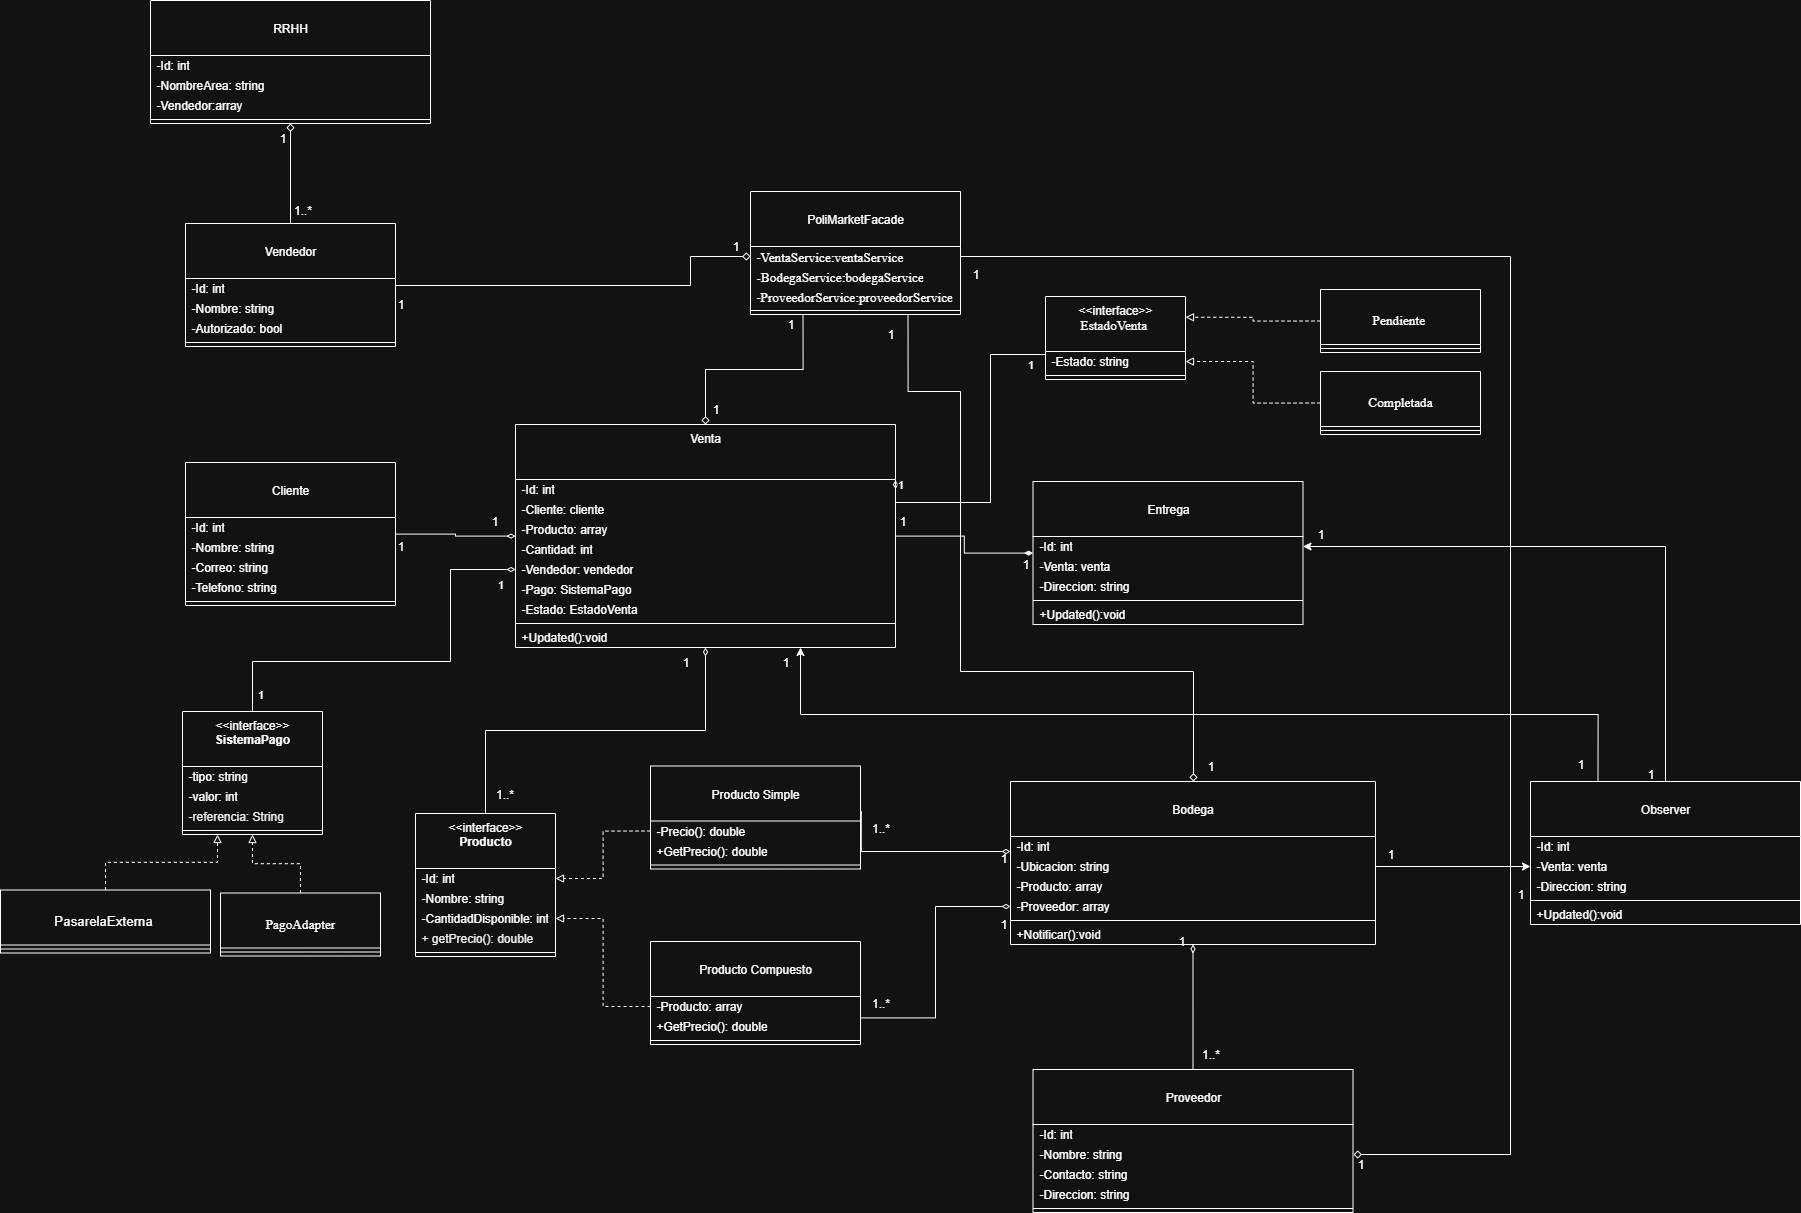 RRHH
-Id: int
-NombreArea: string
-Vendedor:array
1
1..*
Vendedor
-Id: int
-Nombre: string
-Autorizado: bool
1
1
PoliMarketFacade
-VentaService:ventaService
-BodegaService:bodegaService
-ProveedorService:proveedorService
1
1
1
<<interface>>
EstadoVenta
-Estado: string
1
Pendiente
Completada
1
Venta
-Id: int
-Cliente: cliente
-Producto: array
-Cantidad: int
-Vendedor: vendedor
-Pago: SistemaPago
-Estado: EstadoVenta
+Updated():void
1
1
1
1
1
1
Cliente
-Id: int
-Nombre: string
-Correo: string
-Telefono: string
1
Entrega
-Id: int
-Venta: venta
-Direccion: string
+Updated():void
1
1
1
<<interface>>
SistemaPago
-tipo: string
-valor: int
-referencia: String
PasarelaExterna
PagoAdapter
1..*
<<interface>>
Producto
-Id: int
-Nombre: string
-CantidadDisponible: int
+ getPrecio(): double
Producto Simple
-Precio(): double
+GetPrecio(): double
1..*
Producto Compuesto
-Producto: array
+GetPrecio(): double
1..*
1
Bodega
-Id: int
-Ubicacion: string
-Producto: array
-Proveedor: array
+Notificar():void
1
1
1
1
1
1
1
Observer
-Id: int
-Venta: venta
-Direccion: string
+Updated():void
1..*
Proveedor
-Id: int
-Nombre: string
-Contacto: string
-Direccion: string
1